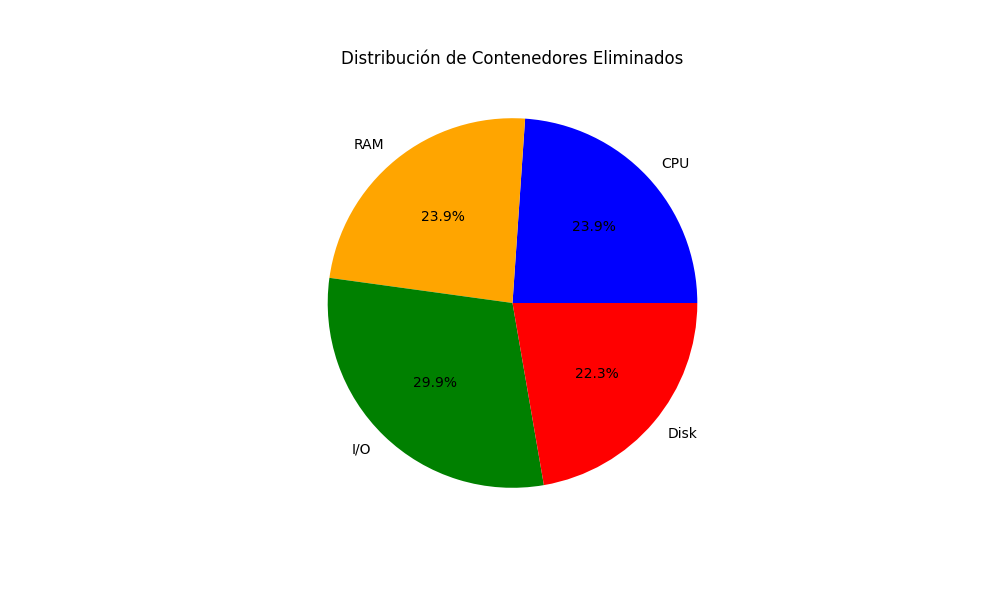 Distribución de Contenedores Eliminados
RAM
CPU
23.9%
23.9%
29.9%
22.3%
I/O
Disk